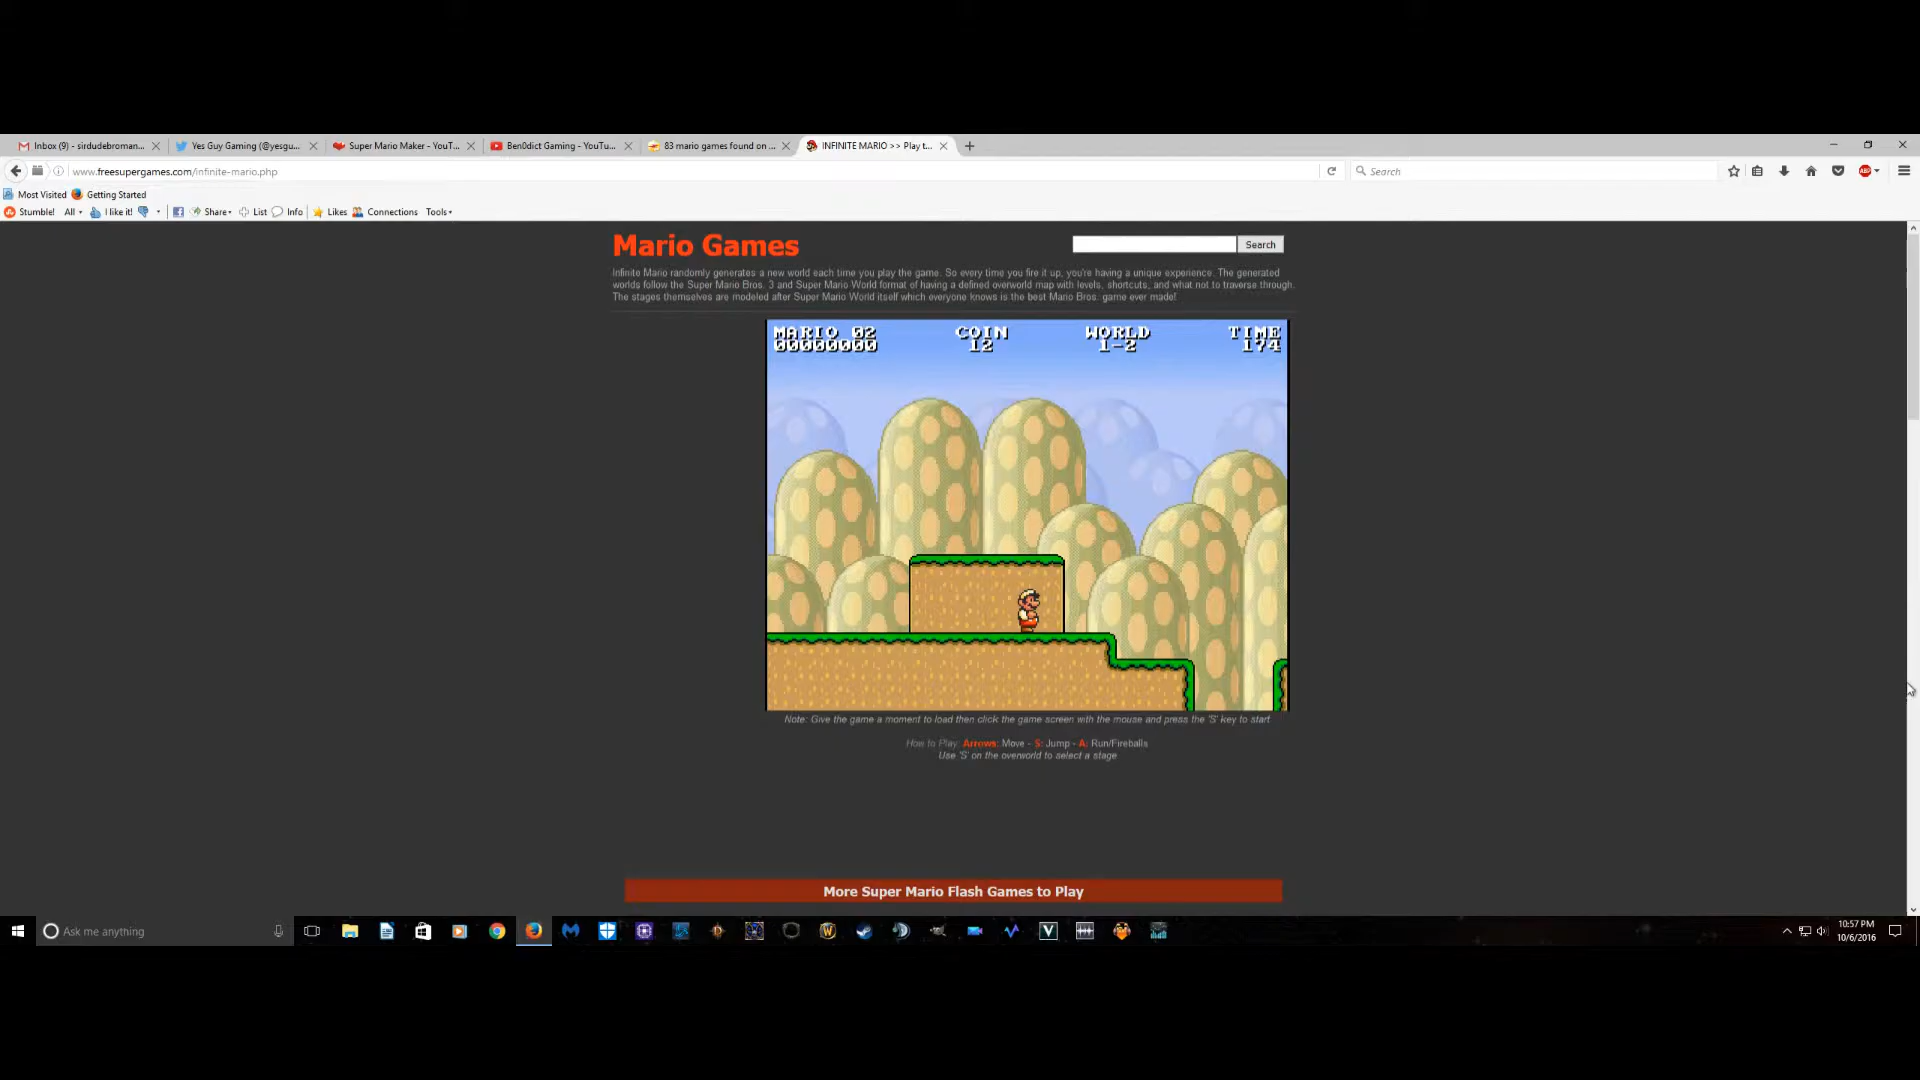 Inbox (9) - sirdudebroman...
Yes Guy Gaming (@yesgu...
Super Mario Maker - YouT...
Ben0dict Gaming - YouTu...
83 mario games found on ...
INFINITE MARIO >> Play t...
www.freesupergames.com/infinite-mario.php
Search
Most Visited
Getting Started
Stumble!
All
I like it!
Share
List
Info
Likes
Connections
Tools
Mario Games
Search
Infinite Mario randomly generates a new world each time you play the game. So every time you fire it up, you're having a unique experience. The generated
worlds follow the Super Mario Bros. 3 and Super Mario World format of having a defined overworld map with levels, shortcuts, and what not to traverse through.
The stages themselves are modeled after Super Mario World itself which everyone knows is the best Mario Bros. game ever made!
MARIO 02 COIN WORLD TIME
00000000 12 1-2 174
Note: Give the game a moment to load then click the game screen with the mouse and press the 'S' key to start
How to Play: Arrows: Move - S: Jump - A: Run/Fireballs
Use 'S' on the overworld to select a stage
More Super Mario Flash Games to Play
Ask me anything
10:57 PM
10/6/2016